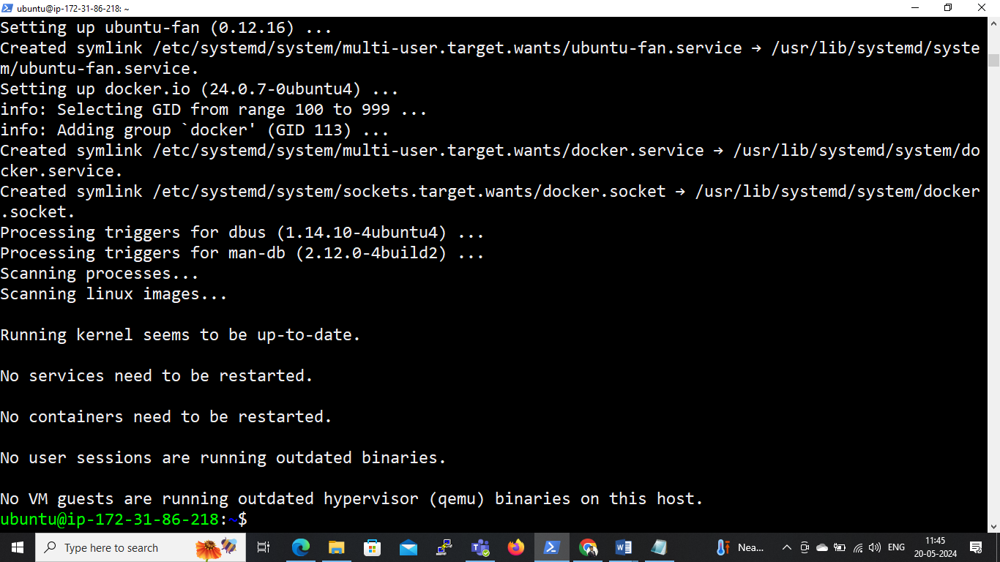 ubuntu@ip-172-31-86-218: ~
Setting up ubuntu-fan (0.12.16) ...
Created symlink /etc/systemd/system/multi-user.target.wants/ubuntu-fan.service → /usr/lib/systemd/syste
m/ubuntu-fan.service.
Setting up docker.io (24.0.7-0ubuntu4) ...
info: Selecting GID from range 100 to 999 ...
info: Adding group `docker' (GID 113) ...
Created symlink /etc/systemd/system/multi-user.target.wants/docker.service → /usr/lib/systemd/system/do
cker.service.
Created symlink /etc/systemd/system/sockets.target.wants/docker.socket → /usr/lib/systemd/system/docker
.socket.
Processing triggers for dbus (1.14.10-4ubuntu4) ...
Processing triggers for man-db (2.12.0-4build2) ...
Scanning processes...
Scanning linux images...
Running kernel seems to be up-to-date.
No services need to be restarted.
No containers need to be restarted.
No user sessions are running outdated binaries.
No VM guests are running outdated hypervisor (qemu) binaries on this host.
ubuntu@ip-172-31-86-218:~$
Type here to search
Nea...
ENG
11:45
20-05-2024